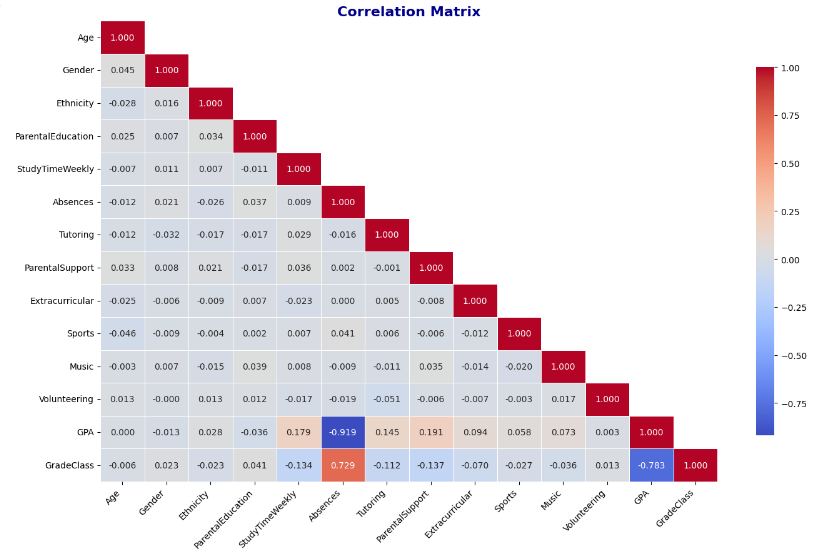 Correlation Matrix
Age 1.000
Gender 0.045 1.000
Ethnicity -0.028 0.016 1.000
ParentalEducation 0.025 0.007 0.034 1.000
StudyTimeWeekly -0.007 0.011 0.007 -0.011 1.000
Absences -0.012 0.021 -0.026 0.037 0.009 1.000
Tutoring -0.012 -0.032 -0.017 -0.017 0.029 -0.016 1.000
ParentalSupport 0.033 0.008 0.021 -0.017 0.036 0.002 -0.001 1.000
Extracurricular -0.025 -0.006 -0.009 0.007 -0.023 0.000 0.005 -0.008 1.000
Sports -0.046 -0.009 -0.004 0.002 0.007 0.041 0.006 -0.006 -0.012 1.000
Music -0.003 0.007 -0.015 0.039 0.008 -0.009 -0.011 0.035 -0.014 -0.020 1.000
Volunteering 0.013 -0.000 0.013 0.012 -0.017 -0.019 -0.051 -0.006 -0.007 -0.003 0.017 1.000
GPA 0.000 -0.013 0.028 -0.036 0.179 -0.919 0.145 0.191 0.094 0.058 0.073 0.003 1.000
GradeClass -0.006 0.023 -0.023 0.041 -0.134 0.729 -0.112 -0.137 -0.070 -0.027 -0.036 0.013 -0.783 1.000
Age Gender Ethnicity ParentalEducation StudyTimeWeekly Absences Tutoring ParentalSupport Extracurricular Sports Music Volunteering GPA GradeClass
1.00
0.75
0.50
0.25
0.00
−0.25
−0.50
−0.75